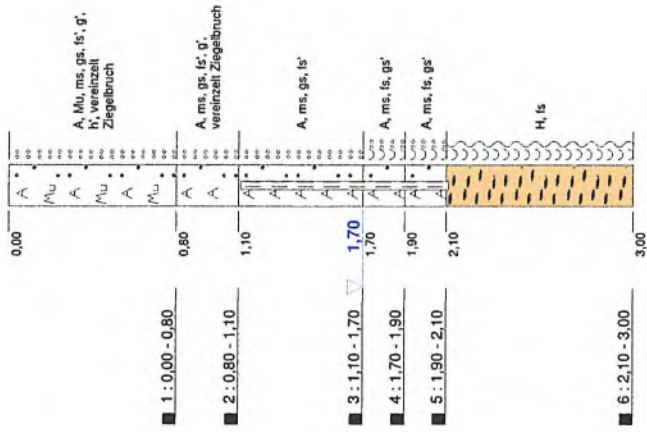 0,00
A, Mu, ms, gs, fs', g',
h', vereinzelt
Ziegelbruch
A
Mu
A
Mu
A
Mu
1 : 0,00 - 0,80
0,80
A, ms, gs, fs', g',
vereinzelt Ziegelbruch
A
A
2 : 0,80 - 1,10
1,10
A, ms, gs, fs'
A
A
A
A
A
1,70
3 : 1,10 - 1,70
1,70
A, ms, fs, gs'
A
A
4 : 1,70 - 1,90
1,90
A, ms, fs, gs'
A
A
5 : 1,90 - 2,10
2,10
H, fs
6 : 2,10 - 3,00
3,00